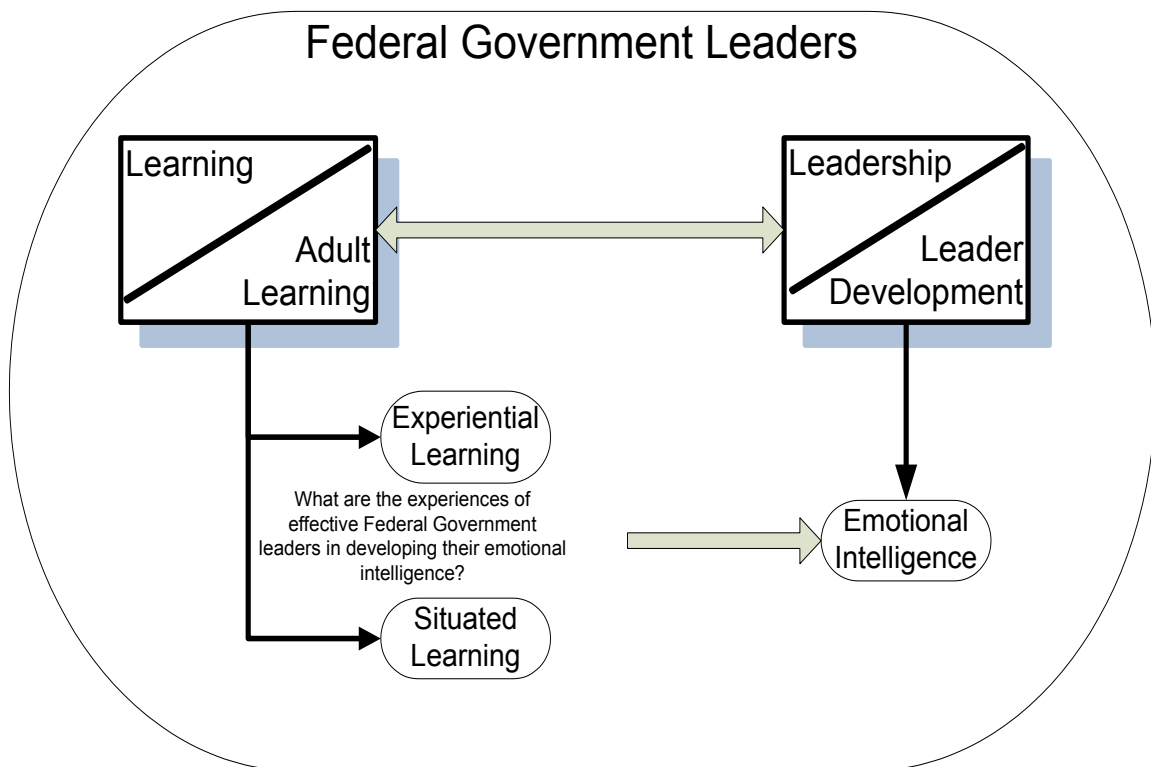 Federal Government Leaders
Learning
Adult
Learning
Leadership
Leader
Development
Experiential
Learning
What are the experiences of
effective Federal Government
leaders in developing their emotional
intelligence?
Situated
Learning
Emotional
Intelligence